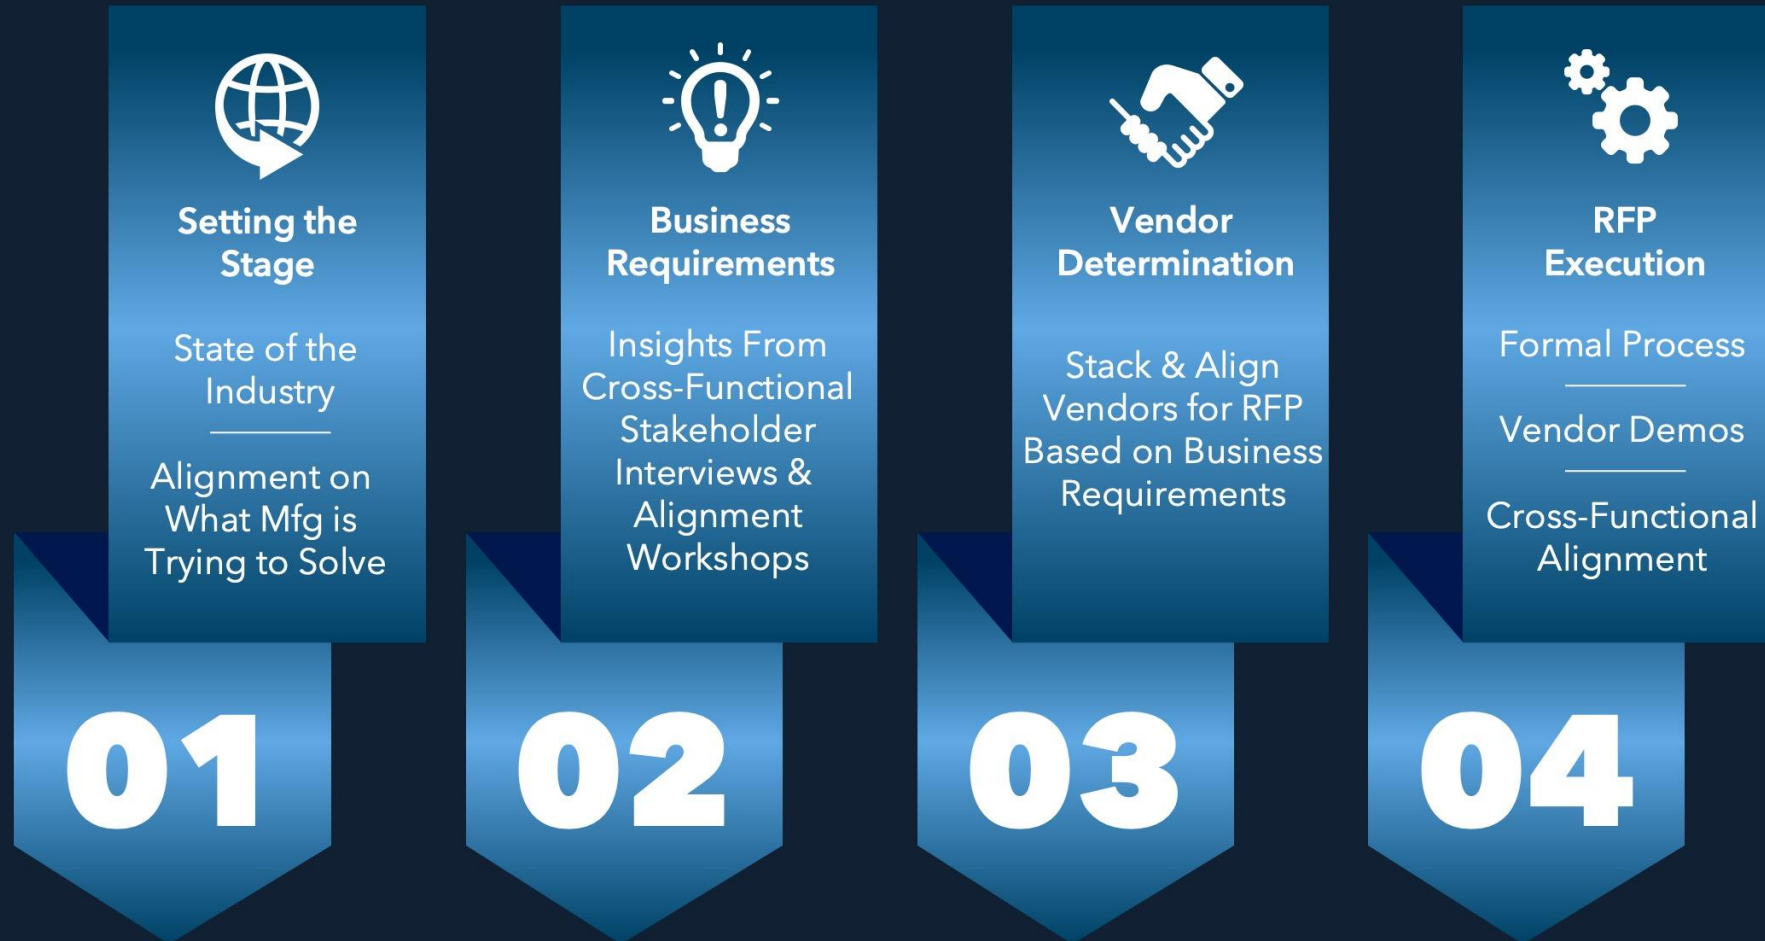 Setting the
Stage
State of the
Industry
Alignment on
What Mfg is
Trying to Solve
01
Business
Requirements
Insights From
Cross-Functional
Stakeholder
Interviews &
Alignment
Workshops
02
Vendor
Determination
Stack & Align
Vendors for RFP
Based on Business
Requirements
03
RFP
Execution
Formal Process
Vendor Demos
Cross-Functional
Alignment
04